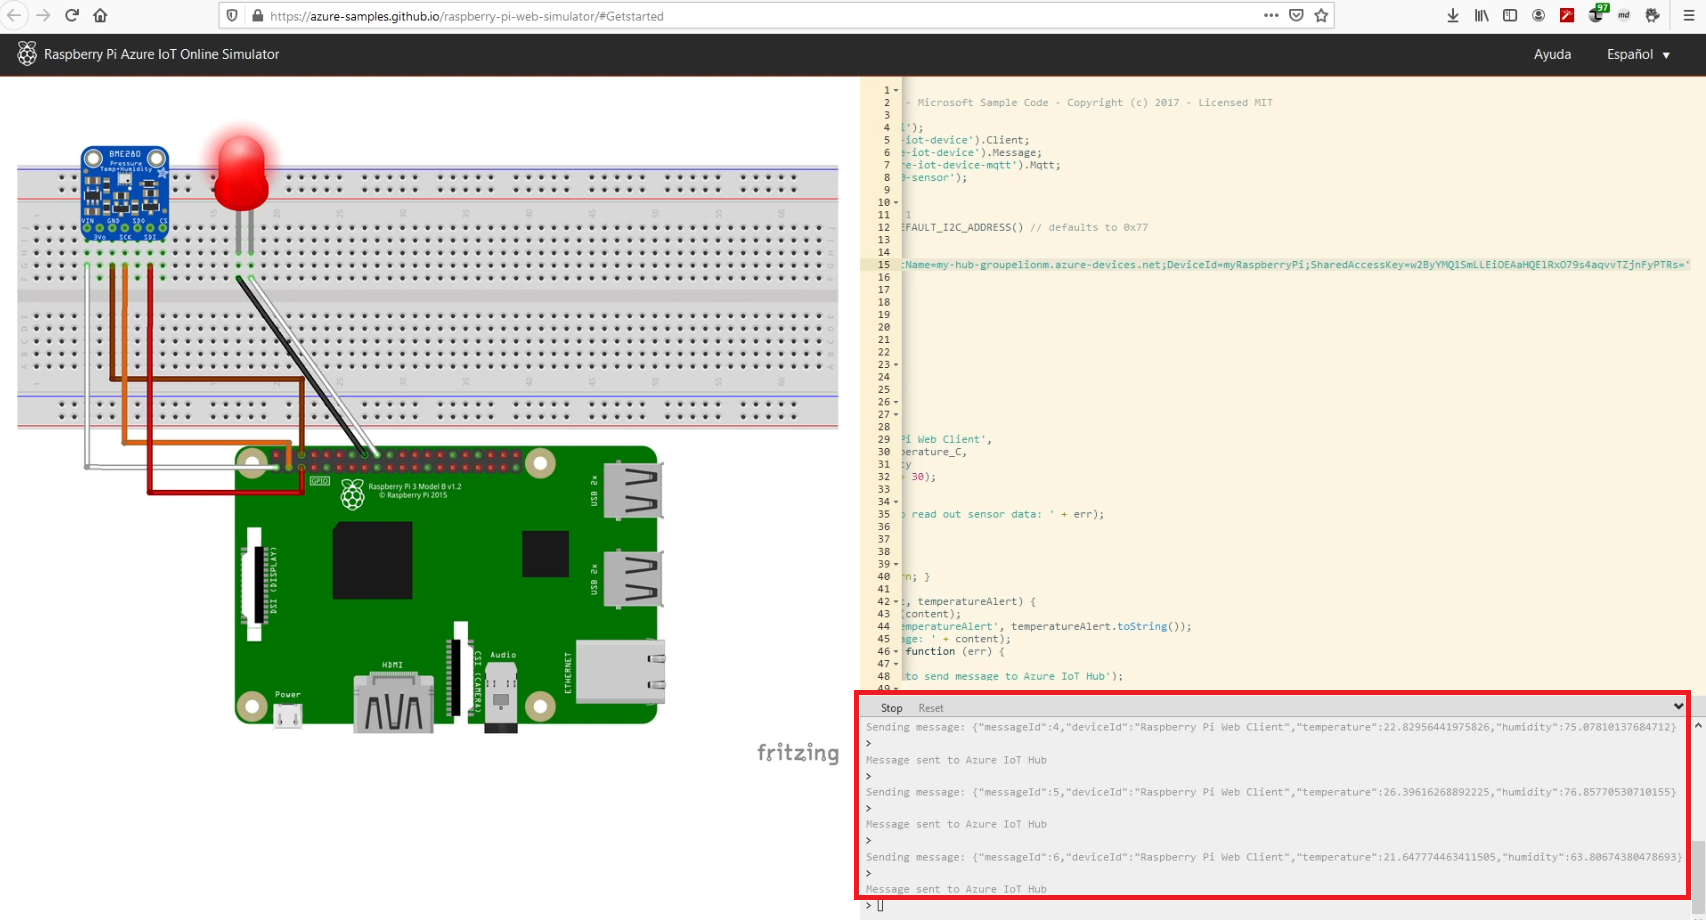 https://azure-samples.github.io/raspberry-pi-web-simulator/#Getstarted
97
md
Raspberry Pi Azure IoT Online Simulator
Ayuda
Español
BME280
Pressure
Temp+Humidity
VIN GND SDO CS
3Vo SCK SDI
GPIO
Raspberry Pi 3 Model B v1.2
© Raspberry Pi 2015
USB 2x
USB 2x
DSI (DISPLAY)
CSI (CAMERA)
Audio
ETHERNET
HDMI
Power
fritzing
1
2 - Microsoft Sample Code - Copyright (c) 2017 - Licensed MIT
3
4 ');
5 -iot-device').Client;
6 e-iot-device').Message;
7 re-iot-device-mqtt').Mqtt;
8 0-sensor');
9
10
11 1
12 EFAULT_I2C_ADDRESS() // defaults to 0x77
13
14
15 tName=my-hub-groupelionm.azure-devices.net;DeviceId=myRaspberryPi;SharedAccessKey=w2ByYMQ1SmLLEiOEAaHQElRxO79s4aqvvTZjnFyPTRs='
16
17
18
19
20
21
22
23
24
25
26
27
28
29 Pi Web Client',
30 perature_C,
31 ty
32 30);
33
34
35 o read out sensor data: ' + err);
36
37
38
39
40 rn; }
41
42 , temperatureAlert) {
43 (content);
44 emperatureAlert', temperatureAlert.toString());
45 age: ' + content);
46 function (err) {
47
48 to send message to Azure IoT Hub');
49
Stop Reset
Sending message: {"messageId":4,"deviceId":"Raspberry Pi Web Client","temperature":22.82956441975826,"humidity":75.07810137684712}
>
Message sent to Azure IoT Hub
>
Sending message: {"messageId":5,"deviceId":"Raspberry Pi Web Client","temperature":26.39616268892225,"humidity":76.85770530710155}
>
Message sent to Azure IoT Hub
>
Sending message: {"messageId":6,"deviceId":"Raspberry Pi Web Client","temperature":21.647774463411505,"humidity":63.80674380478693}
>
Message sent to Azure IoT Hub
>